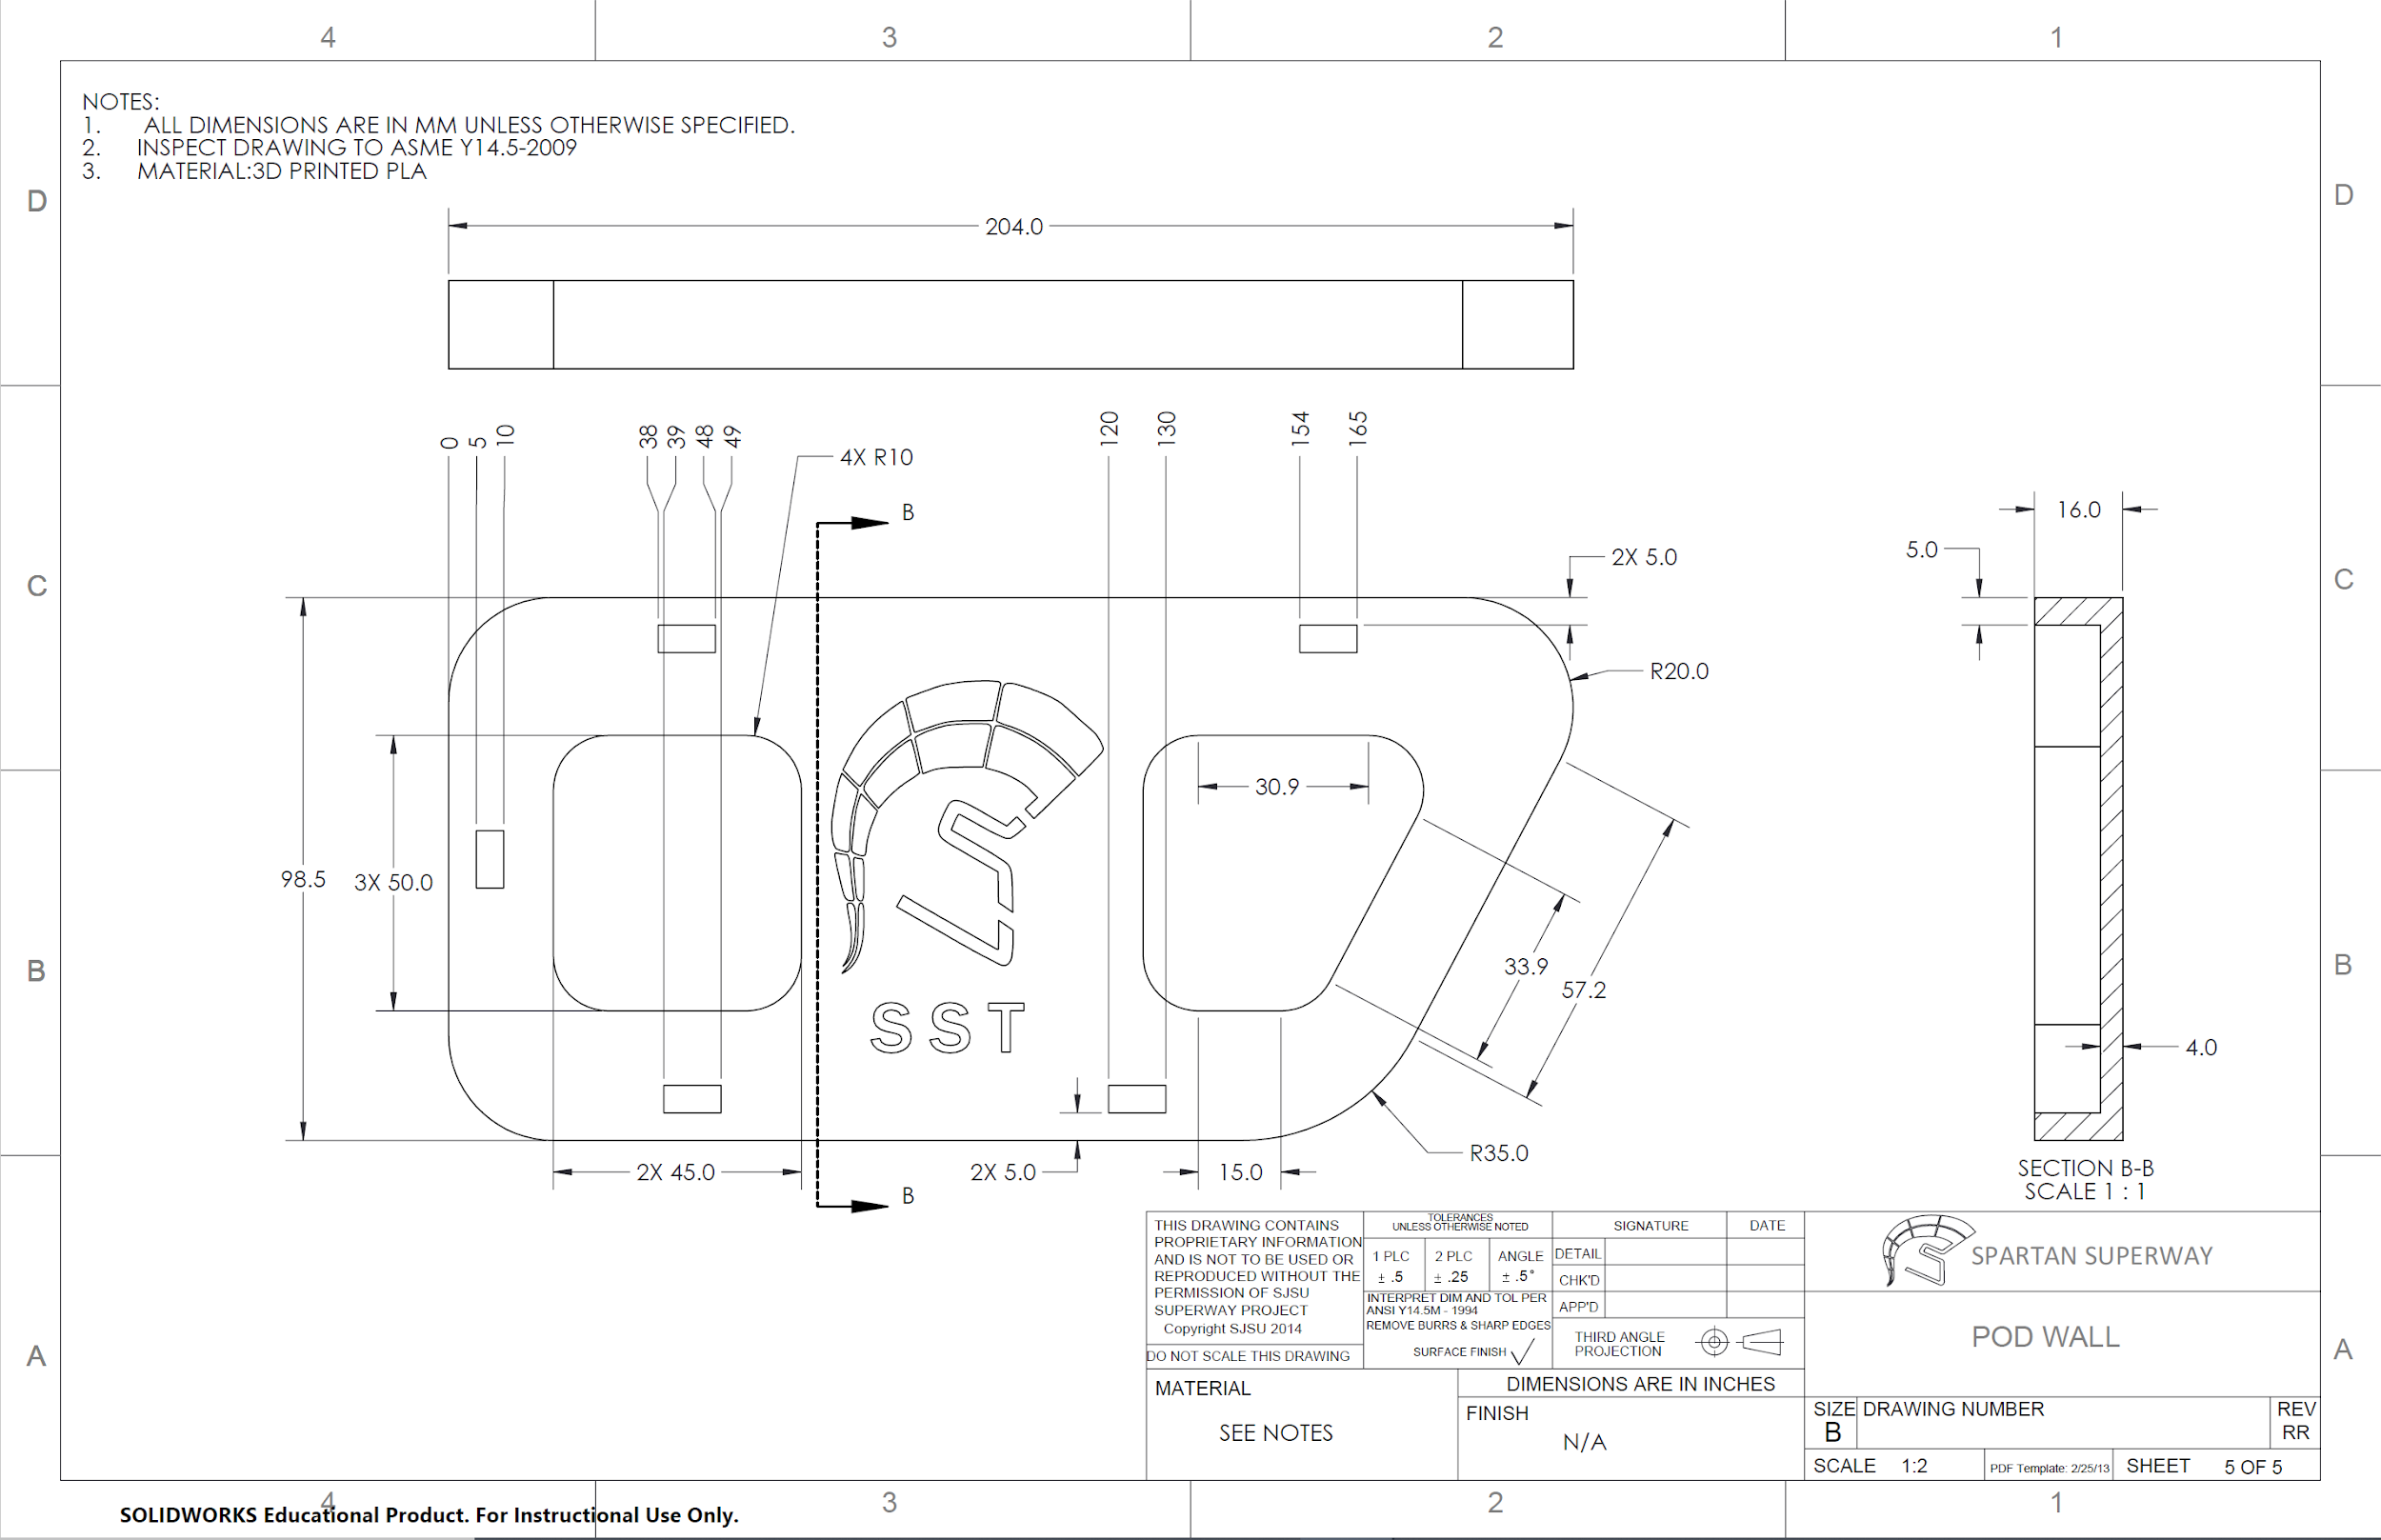 4 3 2 1
NOTES:
1. ALL DIMENSIONS ARE IN MM UNLESS OTHERWISE SPECIFIED.
2. INSPECT DRAWING TO ASME Y14.5-2009
3. MATERIAL:3D PRINTED PLA
D D
204.0
0 5 10 38 39 48 49 120 130 154 165
4X R10
B
16.0
2X 5.0
5.0
C C
R20.0
30.9
98.5 3X 50.0
33.9
57.2
B B
SST
4.0
R35.0
2X 45.0 2X 5.0 15.0
B
SECTION B-B
SCALE 1 : 1
THIS DRAWING CONTAINS
PROPRIETARY INFORMATION
AND IS NOT TO BE USED OR
REPRODUCED WITHOUT THE
PERMISSION OF SJSU
SUPERWAY PROJECT
Copyright SJSU 2014
DO NOT SCALE THIS DRAWING
TOLERANCES
UNLESS OTHERWISE NOTED
1 PLC 2 PLC ANGLE
± .5 ± .25 ± .5°
INTERPRET DIM AND TOL PER
ANSI Y14.5M - 1994
REMOVE BURRS & SHARP EDGES
SURFACE FINISH
SIGNATURE DATE
DETAIL
CHK'D
APP'D
THIRD ANGLE
PROJECTION
SPARTAN SUPERWAY
POD WALL
A A
MATERIAL
SEE NOTES
DIMENSIONS ARE IN INCHES
FINISH
N/A
SIZE DRAWING NUMBER REV
B RR
SCALE 1:2 PDF Template: 2/25/13 SHEET 5 OF 5
4 3 2 1
SOLIDWORKS Educational Product. For Instructional Use Only.